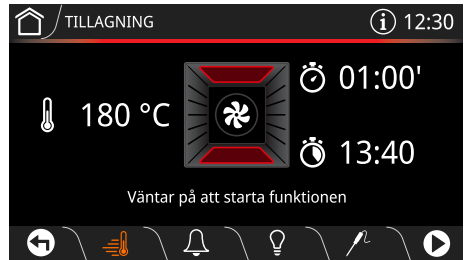 TILLAGNING
12:30
180 °C
01:00'
13:40
Väntar på att starta funktionen